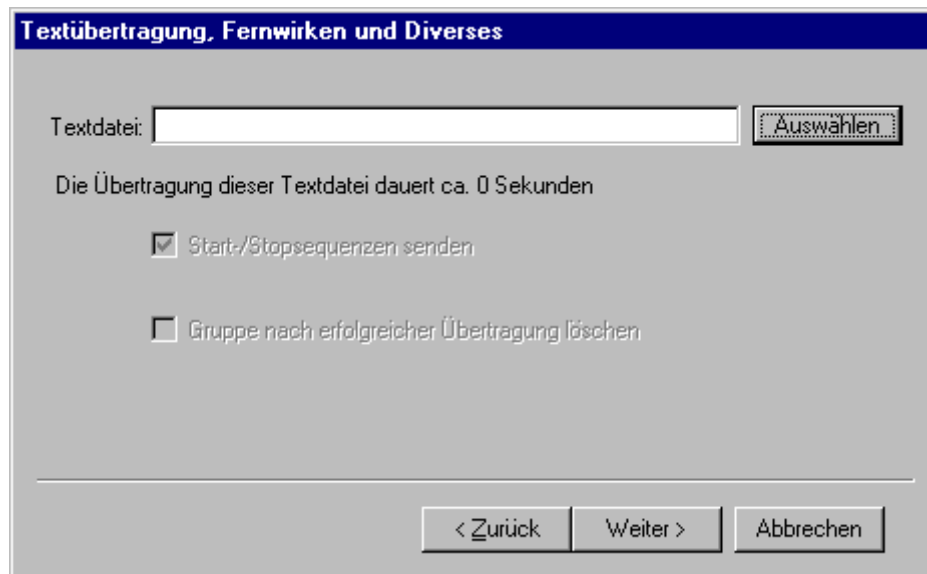 Textübertragung, Fernwirken und Diverses
Textdatei: Auswählen
Die Übertragung dieser Textdatei dauert ca. 0 Sekunden
Start-/Stopsequenzen senden
Gruppe nach erfolgreicher Übertragung löschen
< Zurück Weiter > Abbrechen